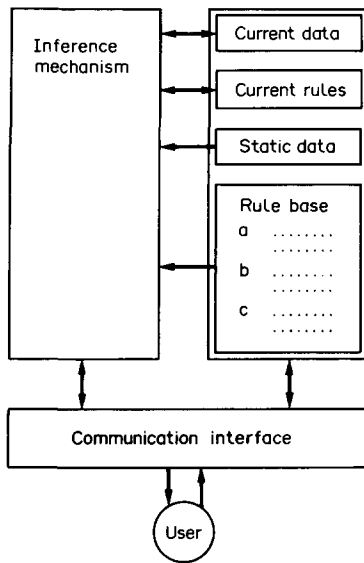 Inference
mechanism
Current data
Current rules
Static data
Rule base
a ........
........
b ........
........
c ........
........
Communication interface
User